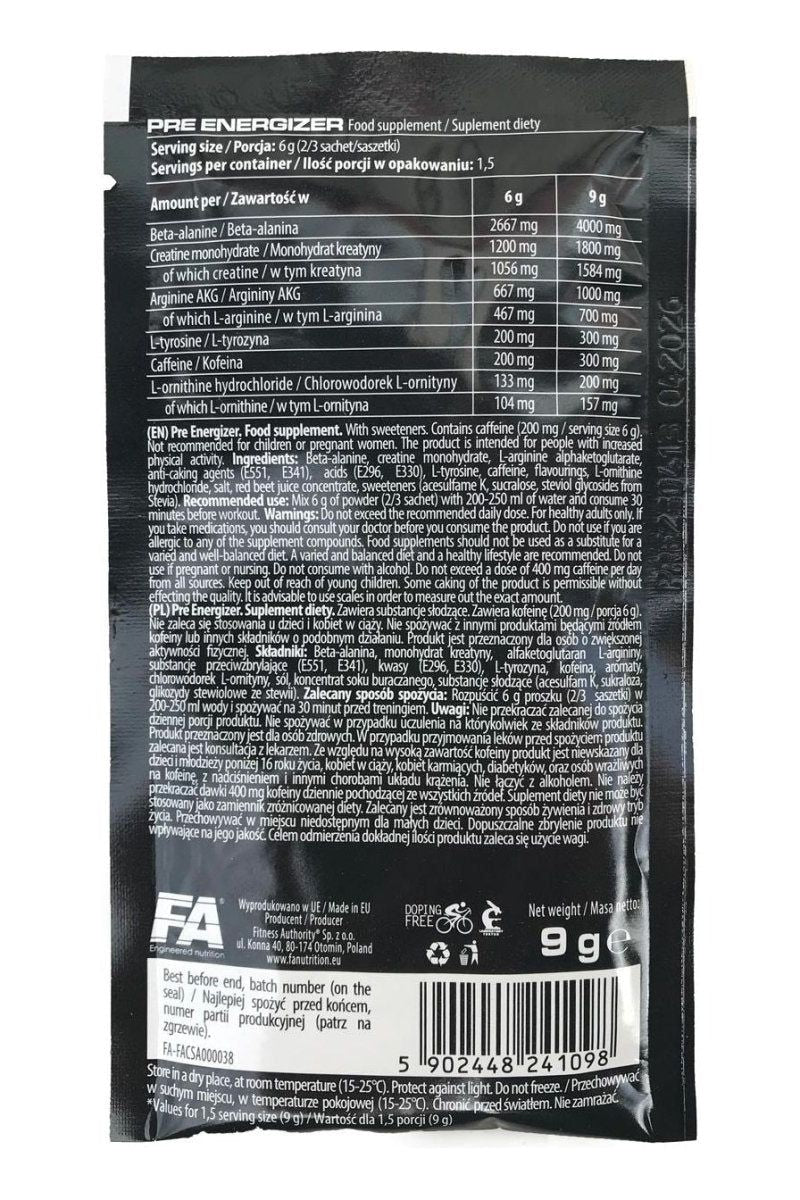 PRE ENERGIZER Food supplement / Suplement diety
Serving size / Porcja: 6 g (2/3 sachet/saszetki)
Servings per container / Ilość porcji w opakowaniu: 1,5
Amount per / Zawartość w 6 g 9 g
Beta-alanine / Beta-alanina 2667 mg 4000 mg
Creatine monohydrate / Monohydrat kreatyny 1200 mg 1800 mg
of which creatine / w tym kreatyna 1056 mg 1584 mg
Arginine AKG / Argininy AKG 667 mg 1000 mg
of which L-arginine / w tym L-arginina 467 mg 700 mg
L-tyrosine / L-tyrozyna 200 mg 300 mg
Caffeine / Kofeina 200 mg 300 mg
L-ornithine hydrochloride / Chlorowodorek L-ornityny 133 mg 200 mg
of which L-ornithine / w tym L-ornityna 104 mg 157 mg
(EN) Pre Energizer. Food supplement. With sweeteners. Contains caffeine (200 mg / serving size 6 g).
Not recommended for children or pregnant women. The product is intended for people with increased
physical activity. Ingredients: Beta-alanine, creatine monohydrate, L-arginine alphaketoglutarate,
anti-caking agents (E551, E341), acids (E296, E330), L-tyrosine, caffeine, flavourings, L-ornithine
hydrochloride, salt, red beet juice concentrate, sweeteners (acesulfame K, sucralose, steviol glycosides from
Stevia). Recommended use: Mix 6 g of powder (2/3 sachet) with 200-250 ml of water and consume 30
minutes before workout. Warnings: Do not exceed the recommended daily dose. For healthy adults only. If
you take medications, you should consult your doctor before you consume the product. Do not use if you are
allergic to any of the supplement compounds. Food supplements should not be used as a substitute for a
varied and well-balanced diet. A varied and balanced diet and a healthy lifestyle are recommended. Do not
use if pregnant or nursing. Do not consume with alcohol. Do not exceed a dose of 400 mg caffeine per day
from all sources. Keep out of reach of young children. Some caking of the product is permissible without
effecting the quality. It is advisable to use scales in order to measure out the exact amount.
(PL) Pre Energizer. Suplement diety. Zawiera substancje słodzące. Zawiera kofeinę (200 mg / porcja 6 g).
Nie zaleca się stosowania u dzieci i kobiet w ciąży. Nie spożywać z innymi produktami będącymi źródłem
kofeiny lub innych składników o podobnym działaniu. Produkt jest przeznaczony dla osób o zwiększonej
aktywności fizycznej. Składniki: Beta-alanina, monohydrat kreatyny, alfaketoglutaran L-argininy,
substancje przeciwzbrylające (E551, E341), kwasy (E296, E330), L-tyrozyna, kofeina, aromaty,
chlorowodorek L-ornityny, sól, koncentrat soku buraczanego, substancje słodzące (acesulfam K, sukraloza,
glikozydy stewiolowe ze stewii). Zalecany sposób spożycia: Rozpuścić 6 g proszku (2/3 saszetki) w
200-250 ml wody i spożywać na 30 minut przed treningiem. Uwagi: Nie przekraczać zalecanej do spożycia
dziennej porcji produktu. Nie spożywać w przypadku uczulenia na którykolwiek ze składników produktu.
Produkt przeznaczony jest dla osób zdrowych. W przypadku przyjmowania leków przed spożyciem produktu
zalecana jest konsultacja z lekarzem. Ze względu na wysoką zawartość kofeiny produkt jest niewskazany dla
dzieci i młodzieży poniżej 16 roku życia, kobiet w ciąży, kobiet karmiących, diabetyków, oraz osób wrażliwych
na kofeinę, z nadciśnieniem i innymi chorobami układu krążenia. Nie łączyć z alkoholem. Nie należy
przekraczać dawki 400 mg kofeiny dziennie pochodzącej ze wszystkich źródeł. Suplement diety nie może być
stosowany jako zamiennik zróżnicowanej diety. Zalecany jest zrównoważony sposób żywienia i zdrowy tryb
życia. Przechowywać w miejscu niedostępnym dla małych dzieci. Dopuszczalne zbrylenie produktu nie
wpływające na jego jakość. Celem odmierzenia dokładnej ilości produktu zaleca się użycie wagi.
042026
FA
Engineered nutrition
Wyprodukowano w UE / Made in EU
Producent / Producer
Fitness Authority® Sp. z o.o.
ul. Konna 40, 80-174 Otomin, Poland
www.fanutrition.eu
DOPING
FREE
Net weight / Masa netto:
9 g e
Best before end, batch number (on the
seal) / Najlepiej spożyć przed końcem,
numer partii produkcyjnej (patrz na
zgrzewie).
FA-FACSA000038
5 902448 241098
Store in a dry place, at room temperature (15-25°C). Protect against light. Do not freeze. / Przechowywać
w suchym miejscu, w temperaturze pokojowej (15-25°C). Chronić przed światłem. Nie zamrażać.
*Values for 1,5 serving size (9 g) / Wartość dla 1,5 porcji (9 g)